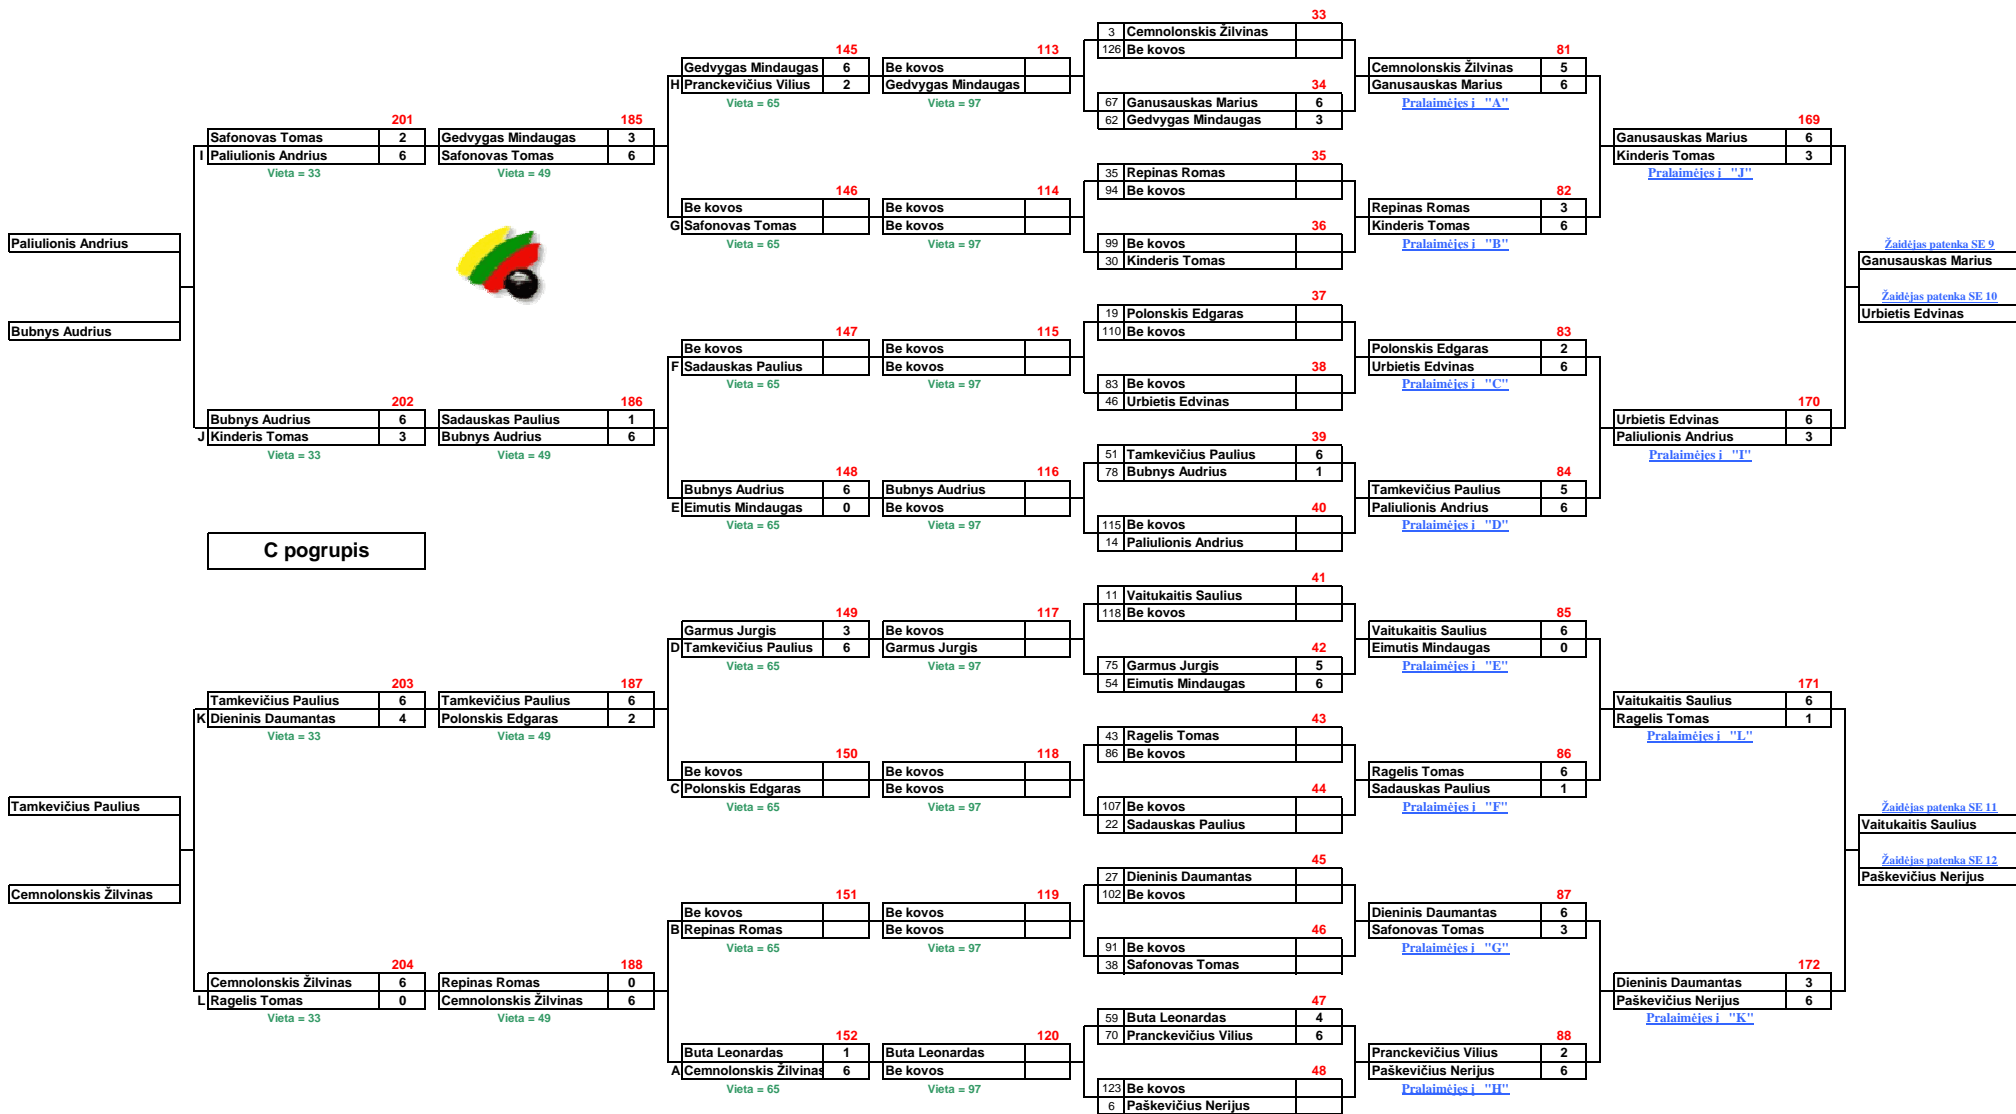 33
3 Cemnolonskis Žilvinas
145 113 126 Be kovos 81
Gedvygas Mindaugas 6 Be kovos Cemnolonskis Žilvinas 5
H Pranckevičius Vilius 2 Gedvygas Mindaugas 34 Ganusauskas Marius 6
Vieta = 65 Vieta = 97 67 Ganusauskas Marius 6 Pralaimėjęs į "A"
201 185 62 Gedvygas Mindaugas 3 169
Safonovas Tomas 2 Gedvygas Mindaugas 3 Ganusauskas Marius 6
I Paliulionis Andrius 6 Safonovas Tomas 6 35 Kinderis Tomas 3
Vieta = 33 Vieta = 49 35 Repinas Romas Pralaimėjęs į "J"
146 114 94 Be kovos 82
Be kovos Be kovos Repinas Romas 3
G Safonovas Tomas Be kovos 36 Kinderis Tomas 6
Paliulionis Andrius Vieta = 65 Vieta = 97 99 Be kovos Pralaimėjęs į "B" Žaidėjas patenka SE 9
30 Kinderis Tomas Ganusauskas Marius
37 Žaidėjas patenka SE 10
19 Polonskis Edgaras Urbietis Edvinas
Bubnys Audrius 147 115 110 Be kovos 83
Be kovos Be kovos Polonskis Edgaras 2
F Sadauskas Paulius Be kovos 38 Urbietis Edvinas 6
Vieta = 65 Vieta = 97 83 Be kovos Pralaimėjęs į "C"
202 186 46 Urbietis Edvinas 170
Bubnys Audrius 6 Sadauskas Paulius 1 Urbietis Edvinas 6
J Kinderis Tomas 3 Bubnys Audrius 6 39 Paliulionis Andrius 3
Vieta = 33 Vieta = 49 51 Tamkevičius Paulius 6 Pralaimėjęs į "I"
148 116 78 Bubnys Audrius 1 84
Bubnys Audrius 6 Bubnys Audrius Tamkevičius Paulius 5
E Eimutis Mindaugas 0 Be kovos 40 Paliulionis Andrius 6
Vieta = 65 Vieta = 97 115 Be kovos Pralaimėjęs į "D"
C pogrupis 14 Paliulionis Andrius
41
11 Vaitukaitis Saulius
149 117 118 Be kovos 85
Garmus Jurgis 3 Be kovos Vaitukaitis Saulius 6
D Tamkevičius Paulius 6 Garmus Jurgis 42 Eimutis Mindaugas 0
Vieta = 65 Vieta = 97 75 Garmus Jurgis 5 Pralaimėjęs į "E"
203 187 54 Eimutis Mindaugas 6 171
Tamkevičius Paulius 6 Tamkevičius Paulius 6 Vaitukaitis Saulius 6
K Dieninis Daumantas 4 Polonskis Edgaras 2 43 Ragelis Tomas 1
Vieta = 33 Vieta = 49 43 Ragelis Tomas Pralaimėjęs į "L"
150 118 86 Be kovos 86
Be kovos Be kovos Ragelis Tomas 6
C Polonskis Edgaras Be kovos 44 Sadauskas Paulius 1
Tamkevičius Paulius Vieta = 65 Vieta = 97 107 Be kovos Pralaimėjęs į "F" Žaidėjas patenka SE 11
22 Sadauskas Paulius Vaitukaitis Saulius
45 Žaidėjas patenka SE 12
27 Dieninis Daumantas Paškevičius Nerijus
Cemnolonskis Žilvinas 151 119 102 Be kovos 87
Be kovos Be kovos Dieninis Daumantas 6
B Repinas Romas Be kovos 46 Safonovas Tomas 3
Vieta = 65 Vieta = 97 91 Be kovos Pralaimėjęs į "G"
204 188 38 Safonovas Tomas 172
Cemnolonskis Žilvinas 6 Repinas Romas 0 Dieninis Daumantas 3
L Ragelis Tomas 0 Cemnolonskis Žilvinas 6 47 Paškevičius Nerijus 6
Vieta = 33 Vieta = 49 59 Buta Leonardas 4 Pralaimėjęs į "K"
152 120 70 Pranckevičius Vilius 6 88
Buta Leonardas 1 Buta Leonardas Pranckevičius Vilius 2
A Cemnolonskis Žilvinas 6 Be kovos 48 Paškevičius Nerijus 6
Vieta = 65 Vieta = 97 123 Be kovos Pralaimėjęs į "H"
6 Paškevičius Nerijus